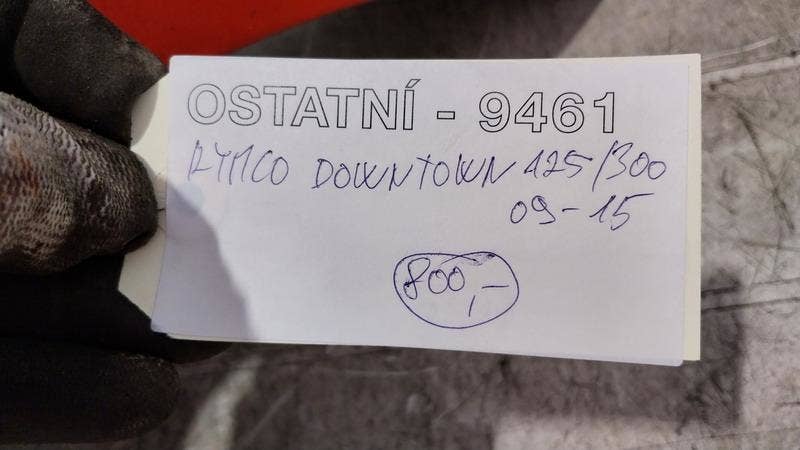 OSTATNÍ - 9461
KYMCO DOWNTOWN 125/300
09-15
800,-